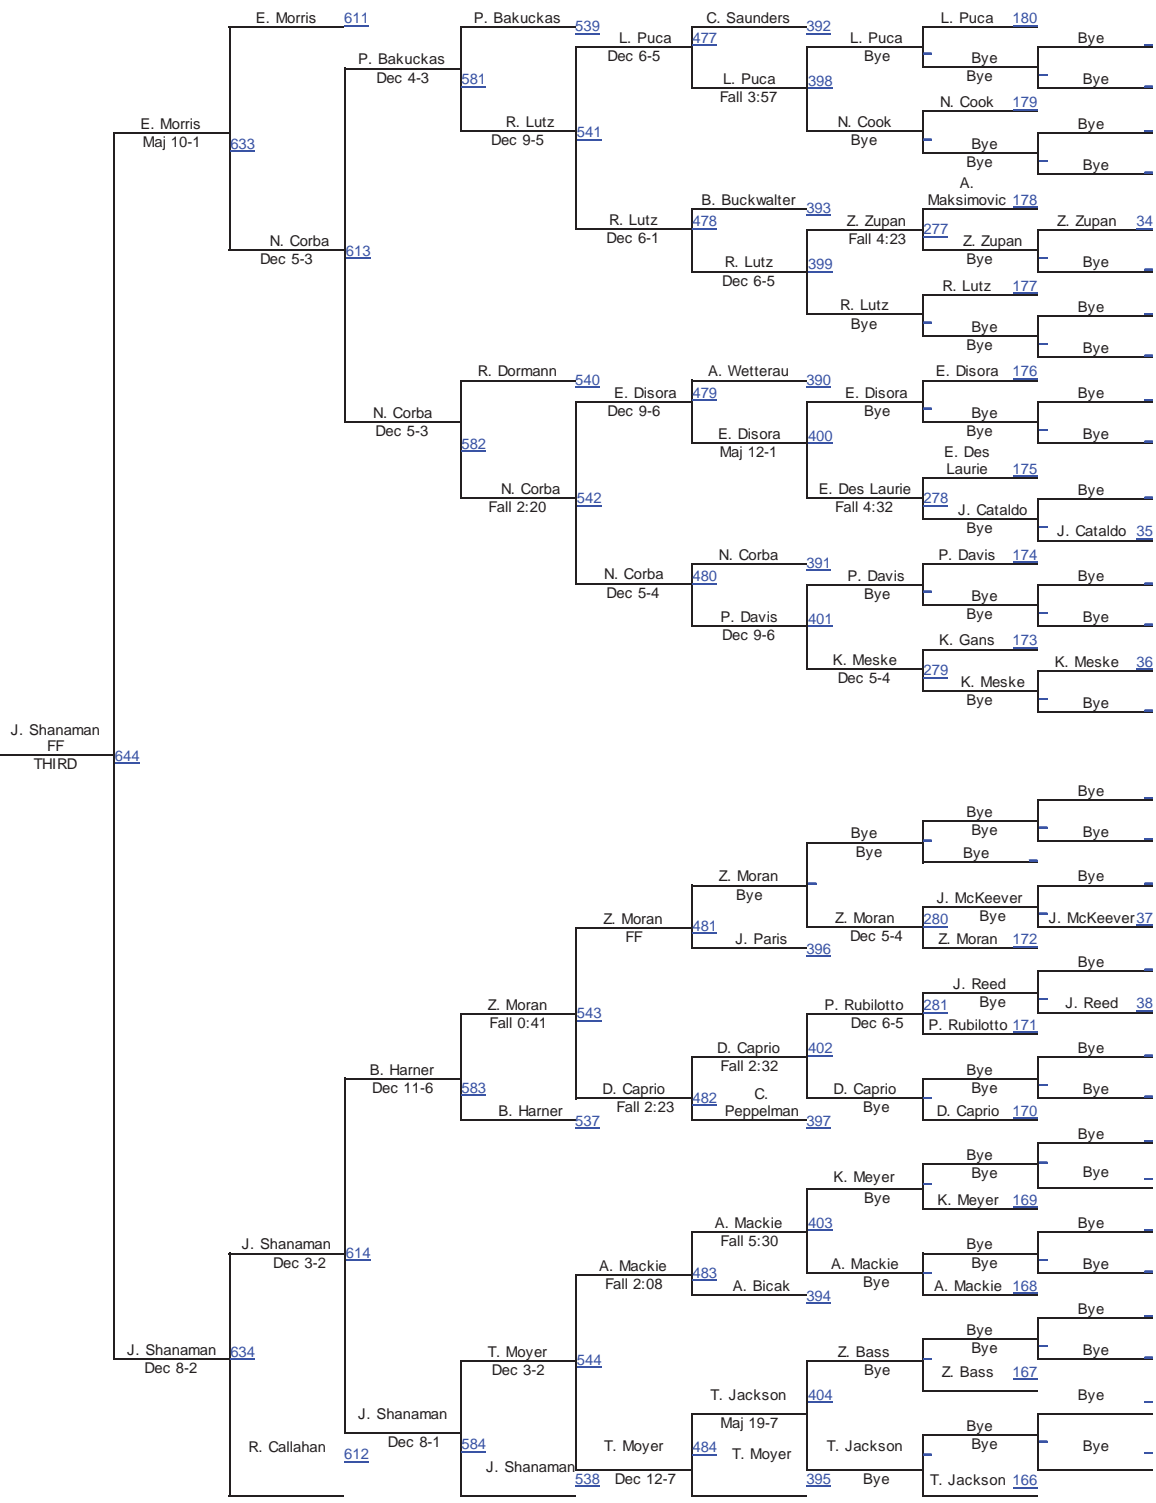 E. Morris 611
P. Bakuckas 539
C. Saunders 392
L. Puca 180
Bye
L. Puca 477
Dec 6-5
L. Puca
Bye
Bye
Bye
P. Bakuckas
Dec 4-3
581
L. Puca
Fall 3:57
398
Bye
N. Cook 179
E. Morris
Maj 10-1
633
R. Lutz
Dec 9-5
541
N. Cook
Bye
Bye
Bye
Bye
Bye
A.
Maksimovic 178
B. Buckwalter 393
R. Lutz
Dec 6-1
478
Z. Zupan
Fall 4:23
277
Z. Zupan 34
N. Corba
Dec 5-3
613
Z. Zupan
Bye
Bye
R. Lutz
Dec 6-5
399
R. Lutz 177
R. Lutz
Bye
Bye
Bye
Bye
Bye
R. Dormann 540
A. Wetterau 390
E. Disora 176
E. Disora
Dec 9-6
479
E. Disora
Bye
Bye
N. Corba
Dec 5-3
582
Bye
Bye
Bye
E. Disora
Maj 12-1
400
E. Des
Laurie 175
N. Corba
Fall 2:20
542
E. Des Laurie
Fall 4:32
278
Bye
J. Cataldo
Bye
J. Cataldo 35
N. Corba 391
P. Davis 174
N. Corba
Dec 5-4
480
P. Davis
Bye
Bye
Bye
Bye
Bye
P. Davis
Dec 9-6
401
K. Gans 173
K. Meske
Dec 5-4
279
K. Meske 36
K. Meske
Bye
Bye
J. Shanaman
FF
THIRD
644
Bye
Bye
Bye
Bye
Bye
Bye
Bye
Z. Moran
Bye
Bye
J. McKeever
Bye
J. McKeever 37
Z. Moran
FF
481
Z. Moran
Dec 5-4
280
J. Paris 396
Z. Moran 172
Bye
J. Reed
Bye
J. Reed 38
Z. Moran
Fall 0:41
543
P. Rubilotto
Dec 6-5
281
P. Rubilotto 171
D. Caprio
Fall 2:32
402
Bye
B. Harner
Dec 11-6
583
Bye
Bye
Bye
D. Caprio
Fall 2:23
482
C.
Peppelman 397
D. Caprio
Bye
B. Harner 537
D. Caprio 170
Bye
Bye
Bye
Bye
K. Meyer
Bye
K. Meyer 169
A. Mackie
Fall 5:30
403
Bye
J. Shanaman
Dec 3-2
614
Bye
Bye
Bye
A. Mackie
Fall 2:08
483
A. Mackie
Bye
A. Bicak 394
A. Mackie 168
Bye
Bye
Bye
Bye
J. Shanaman
Dec 8-2
634
T. Moyer
Dec 3-2
544
Z. Bass
Bye
Z. Bass 167
T. Jackson
Maj 19-7
404
Bye
J. Shanaman
Dec 8-1
584
Bye
Bye
Bye
R. Callahan 612
T. Moyer
Dec 12-7
484
T. Moyer 395
T. Jackson
Bye
J. Shanaman 538
T. Jackson 166